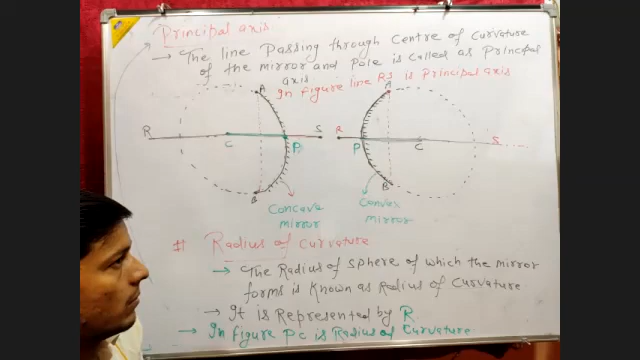 Principal axis
→ The line Passing through Centre of Curvature
of the mirror and Pole is called as Principal
axis
In figure line RS is Principal axis
A
A
R
C
P
S
R
P
C
S
B
B
Concave
mirror
Convex
mirror
# Radius of Curvature
→ The Radius of Sphere of which the mirror
forms is Known as Radius of Curvature
→ It is Represented by R
→ In figure PC is Radius of Curvature